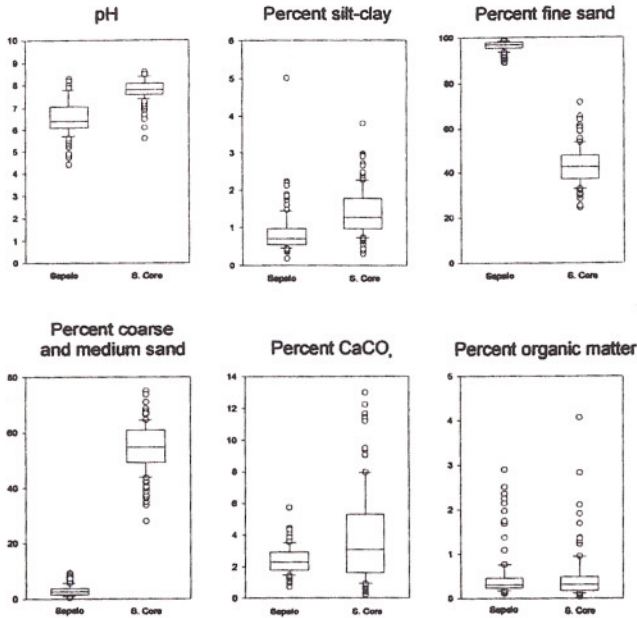 pH
Percent silt-clay
Percent fine sand
10
9
8
7
6
5
4
3
2
1
0
6
5
4
3
2
1
0
100
80
60
40
20
0
Sapelo
S. Core
Sapelo
S. Core
Sapelo
S. Core
Percent coarse
and medium sand
Percent CaCO,
Percent organic matter
80
60
40
20
0
14
12
10
8
6
4
2
0
5
4
3
2
1
0
Sapelo
S. Core
Sapelo
S. Core
Sapelo
S. Core